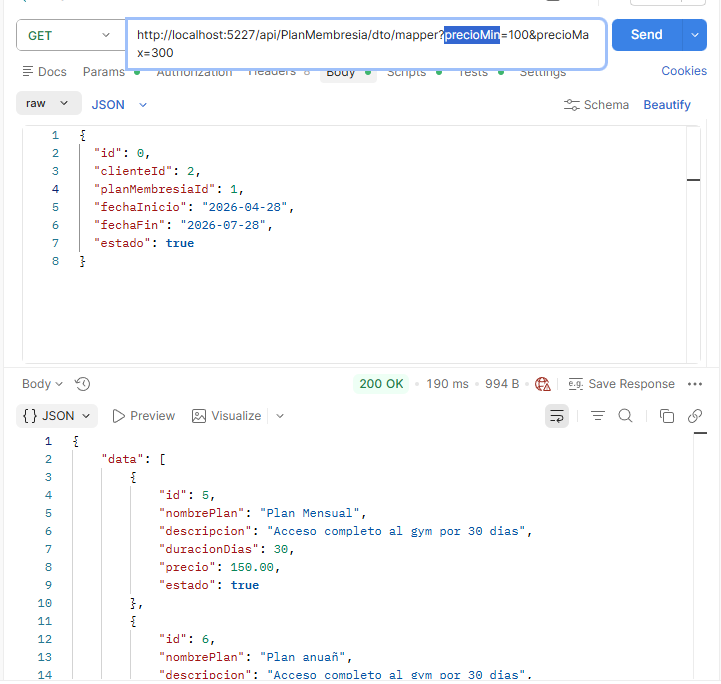 GET
http://localhost:5227/api/PlanMembresia/dto/mapper?precioMin=100&precioMa
x=300
Send
Docs Params Authorization Headers 8 Body Scripts Tests Settings Cookies
raw JSON Schema Beautify
1 {
2 "id": 0,
3 "clienteId": 2,
4 "planMembresiaId": 1,
5 "fechaInicio": "2026-04-28",
6 "fechaFin": "2026-07-28",
7 "estado": true
8 }
Body 200 OK • 190 ms • 994 B • e.g. Save Response
{} JSON Preview Visualize
1 {
2 "data": [
3 {
4 "id": 5,
5 "nombrePlan": "Plan Mensual",
6 "descripcion": "Acceso completo al gym por 30 dias",
7 "duracionDias": 30,
8 "precio": 150.00,
9 "estado": true
10 },
11 {
12 "id": 6,
13 "nombrePlan": "Plan anuañ",
14 "descripcion": "Acceso completo al gym por 30 dias",